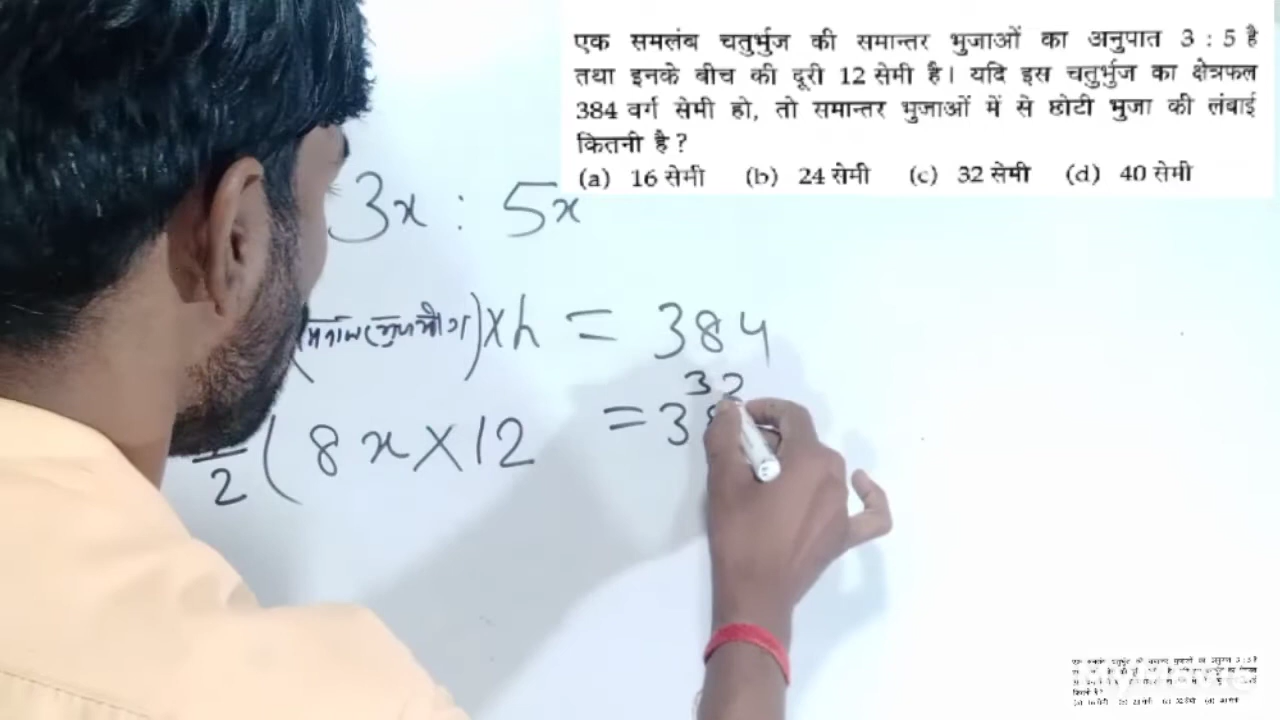 एक समलंब चतुर्भुज की समान्तर भुजाओं का अनुपात 3 : 5 है
तथा इनके बीच की दूरी 12 सेमी है। यदि इस चतुर्भुज का क्षेत्रफल
384 वर्ग सेमी हो, तो समान्तर भुजाओं में से छोटी भुजा की लंबाई
कितनी है ?
(a) 16 सेमी (b) 24 सेमी (c) 32 सेमी (d) 40 सेमी
3x : 5x
) × h = 384
32
2 ( 8x × 12 = 3